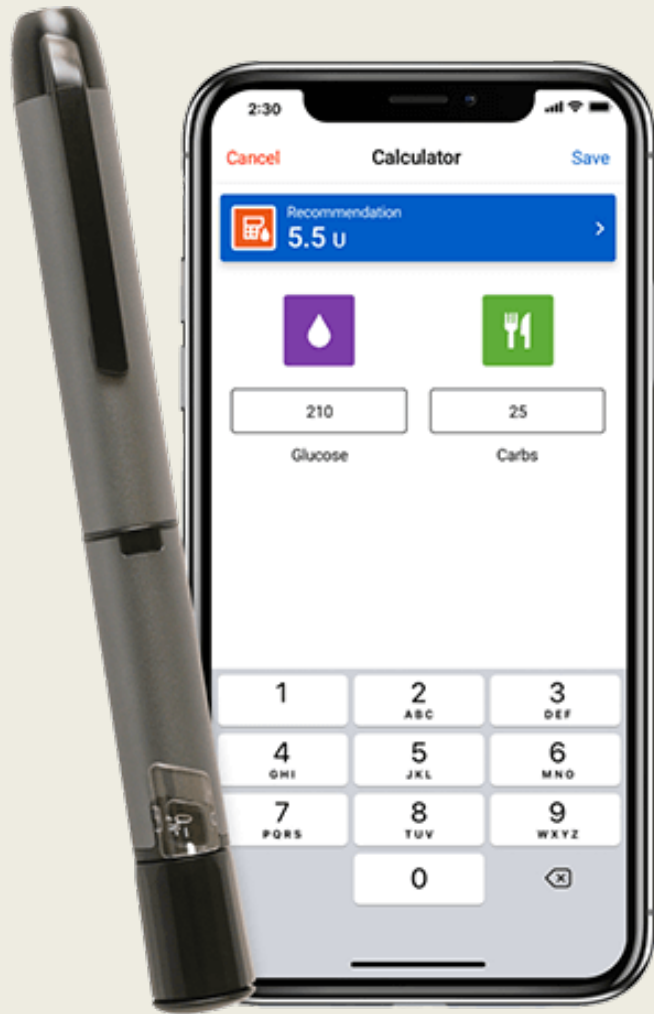 2:30
Cancel Calculator Save
Recommendation
5.5 U
210 25
Glucose Carbs
1 2 3
ABC DEF
4 5 6
GHI JKL MNO
7 8 9
PQRS TUV WXYZ
0